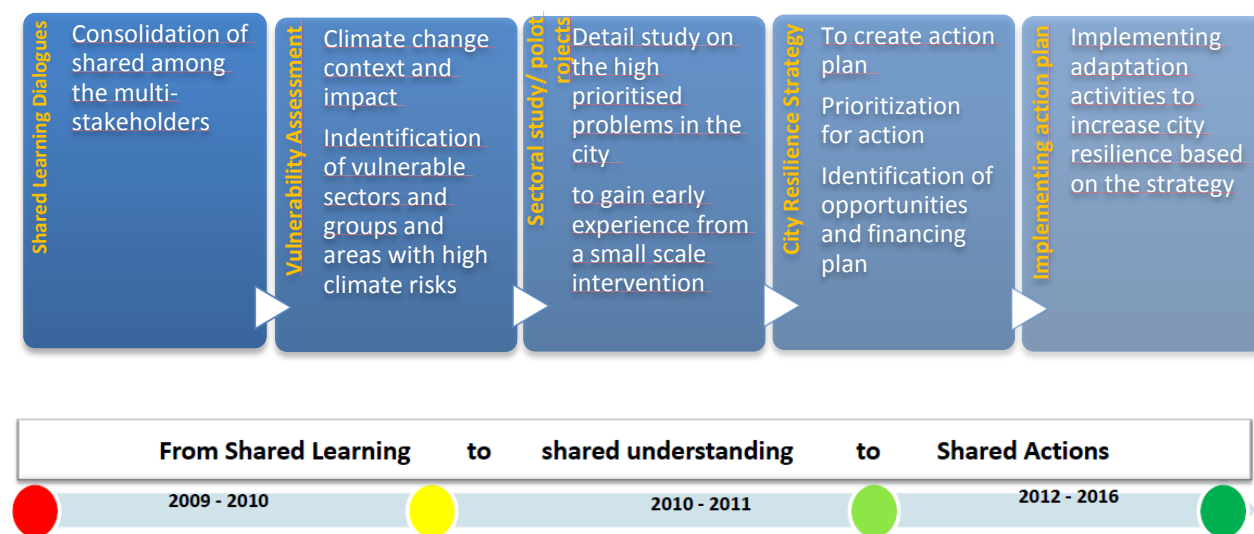 Shared Learning Dialogues
Consolidation of
shared among
the multi-
stakeholders
Vulnerability Assessment
Climate change
context and
impact
Indentification
of vulnerable
sectors and
groups and
areas with high
climate risks
Sectoral study/ polot
rojects
Detail study on
the high
prioritised
problems in the
city
to gain early
experience from
a small scale
intervention
City Resilience Strategy
To create action
plan
Prioritization
for action
Identification of
opportunities
and financing
plan
Implementing action plan
Implementing
adaptation
activities to
increase city
resilience based
on the strategy
From Shared Learning to shared understanding to Shared Actions
2009 - 2010 2010 - 2011 2012 - 2016